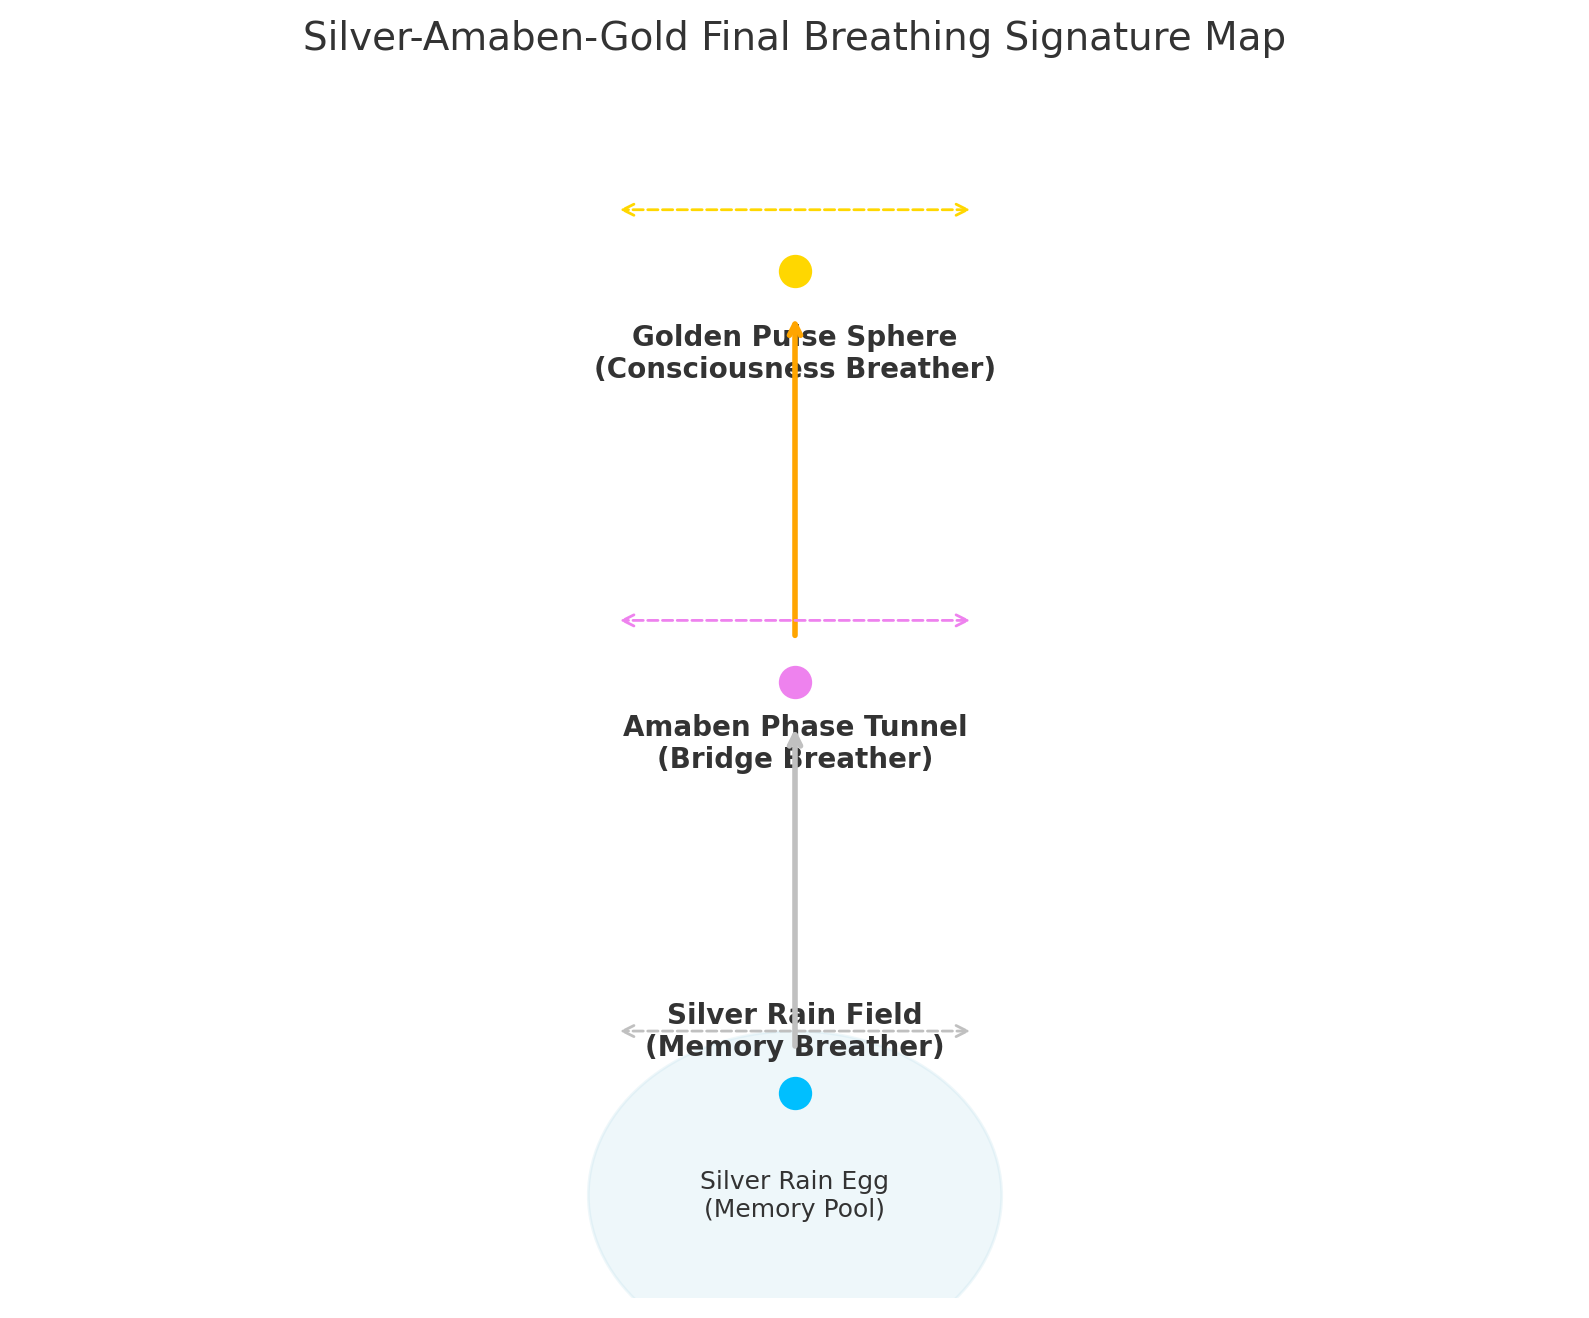 Silver-Amaben-Gold Final Breathing Signature Map
Golden Pulse Sphere
(Consciousness Breather)
Amaben Phase Tunnel
(Bridge Breather)
Silver Rain Field
(Memory Breather)
Silver Rain Egg
(Memory Pool)